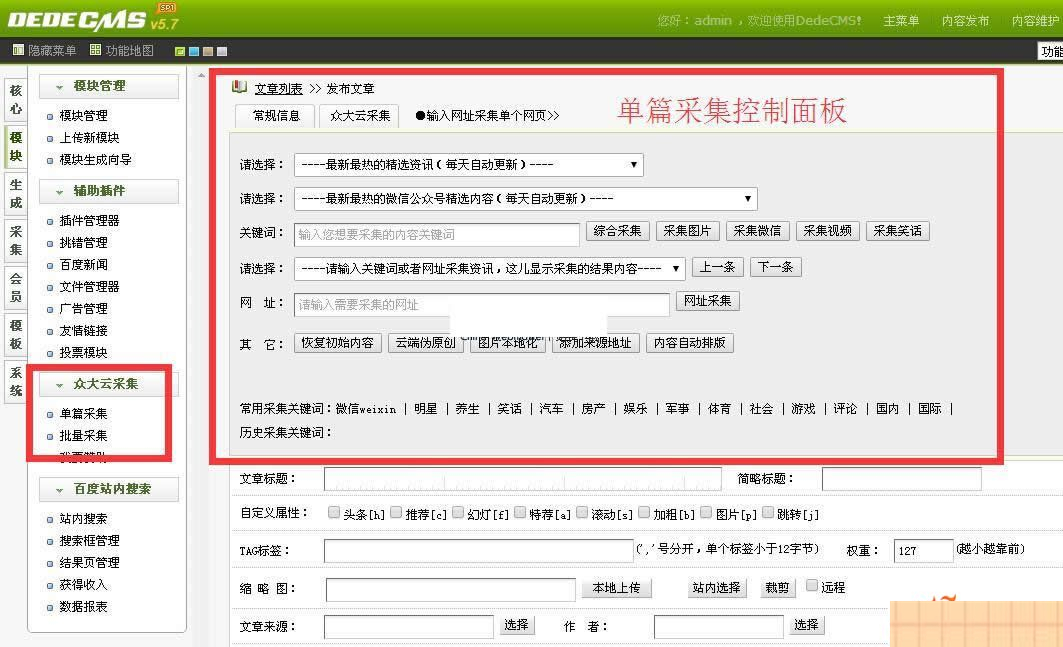 DEDECMS v5.7 SP1
您好：admin ，欢迎使用DedeCMS！ 主菜单 内容发布 内容维护
隐藏菜单 功能地图
功能
核心
模块
生成
采集
会员
模板
系统
模块管理
模块管理
上传新模块
模块生成向导
辅助插件
插件管理器
挑错管理
百度新闻
文件管理器
广告管理
友情链接
投票模块
众大云采集
单篇采集
批量采集
百度站内搜索
站内搜索
搜索框管理
结果页管理
获得收入
数据报表
文章列表 >> 发布文章
常规信息 众大云采集 ●输入网址采集单个网页>>
单篇采集控制面板
请选择： ----最新最热的精选资讯（每天自动更新）----
请选择： ----最新最热的微信公众号精选内容（每天自动更新）----
关键词： 输入您想要采集的内容关键词 综合采集 采集图片 采集微信 采集视频 采集笑话
请选择： ----请输入关键词或者网址采集资讯，这儿显示采集的结果内容---- 上一条 下一条
网 址： 请输入需要采集的网址 网址采集
其 它： 恢复初始内容 云端伪原创 图片本地化 添加来源地址 内容自动排版
常用采集关键词：微信weixin | 明星 | 养生 | 笑话 | 汽车 | 房产 | 娱乐 | 军事 | 体育 | 社会 | 游戏 | 评论 | 国内 | 国际 |
历史采集关键词：
文章标题： 简略标题：
自定义属性： 头条[h] 推荐[c] 幻灯[f] 特荐[a] 滚动[s] 加粗[b] 图片[p] 跳转[j]
TAG标签： (','号分开，单个标签小于12字节) 权重： 127 (越小越靠前)
缩 略 图： 本地上传 站内选择 裁剪 远程
文章来源： 选择 作 者： 选择